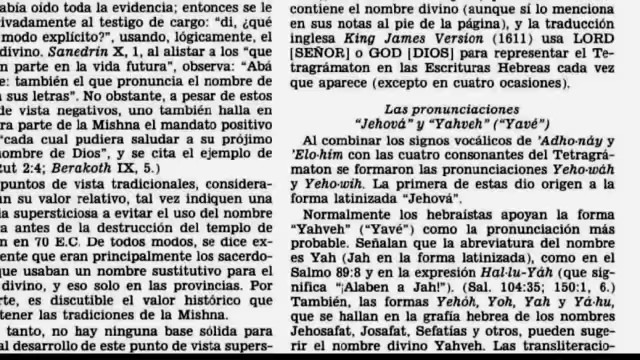 abía oído toda la evidencia; entonces se le
rivadamente al testigo de cargo: "di, ¿qué
modo explícito?", usando, lógicamente, el
divino. Sanedrín X, 1, al alistar a los "que
en parte en la vida futura", observa: "Abá
e: también el que pronuncia el nombre de
sus letras". No obstante, a pesar de estos
de vista negativos, uno también halla en
ra parte de la Mishna el mandato positivo
"cada cual pudiera saludar a su prójimo
nombre de Dios", y se cita el ejemplo de
ut 2:4; Berakoth IX, 5.)
puntos de vista tradicionales, considera-
un su valor relativo, tal vez indiquen una
a supersticiosa a evitar el uso del nombre
a antes de la destrucción del templo de
n en 70 E.C. De todos modos, se dice ex-
ente que eran principalmente los sacerdo-
que usaban un nombre sustitutivo para el
divino, y eso solo en las provincias. Por
rte, es discutible el valor histórico que
tener las tradiciones de la Mishna.
tanto, no hay ninguna base sólida para
al desarrollo de este punto de vista supers-
contiene el nombre divino (aunque sí lo menciona
en sus notas al pie de la página), y la traducción
inglesa King James Version (1611) usa LORD
[SEÑOR] o GOD [DIOS] para representar el Te-
tragrámaton en las Escrituras Hebreas cada vez
que aparece (excepto en cuatro ocasiones).
Las pronunciaciones
"Jehová" y "Yahveh" ("Yavé")
Al combinar los signos vocálicos de ʼAdho·náy y
ʼElo·him con las cuatro consonantes del Tetragrá-
maton se formaron las pronunciaciones Yeho·wáh
y Yeho·wih. La primera de estas dio origen a la
forma latinizada "Jehová".
Normalmente los hebraístas apoyan la forma
"Yahveh" ("Yavé") como la pronunciación más
probable. Señalan que la abreviatura del nombre
es Yah (Jah en la forma latinizada), como en el
Salmo 89:8 y en la expresión Hal·lu-Yáh (que sig-
nifica "¡Alaben a Jah!"). (Sal. 104:35; 150:1, 6.)
También, las formas Yehóh, Yoh, Yah y Yá·hu,
que se hallan en la grafía hebrea de los nombres
Jehosafat, Josafat, Sefatías y otros, pueden suge-
rir el nombre divino Yahveh. Las transliteracio-